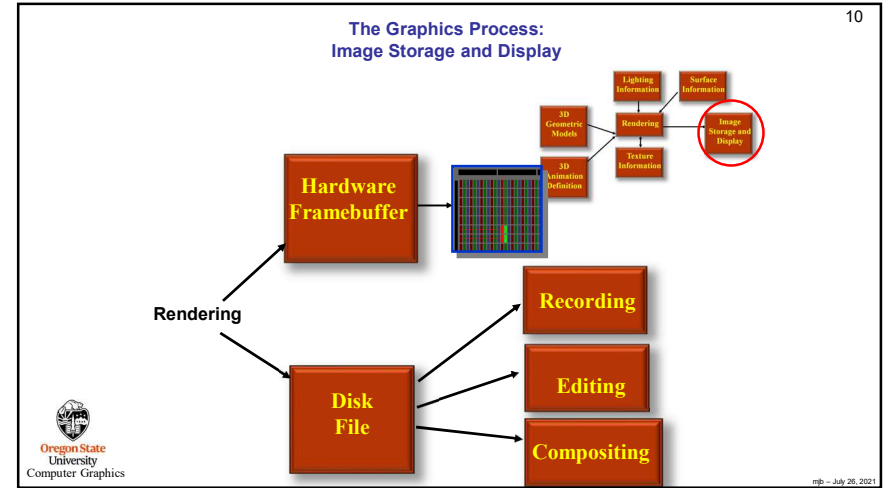 10
The Graphics Process:
Image Storage and Display
Lighting
Information
Surface
Information
3D
Geometric
Models
Rendering
Image
Storage and
Display
3D
Animation
Definition
Texture
Information
Hardware
Framebuffer
Rendering
Recording
Disk
File
Editing
Compositing
Oregon State
University
Computer Graphics
mjb – July 26, 2021